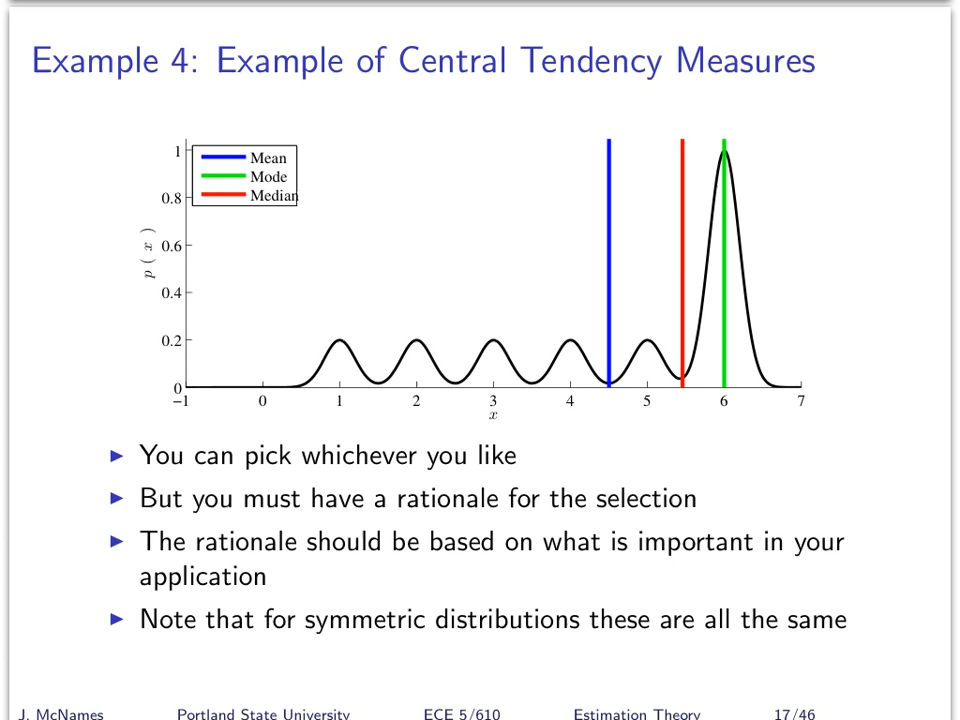 Example 4: Example of Central Tendency Measures
Mean
Mode
Median
1
0.8
0.6
0.4
0.2
0
p ( x )
−1 0 1 2 3 4 5 6 7
x
You can pick whichever you like
But you must have a rationale for the selection
The rationale should be based on what is important in your
application
Note that for symmetric distributions these are all the same
J. McNames Portland State University ECE 5/610 Estimation Theory 17/46